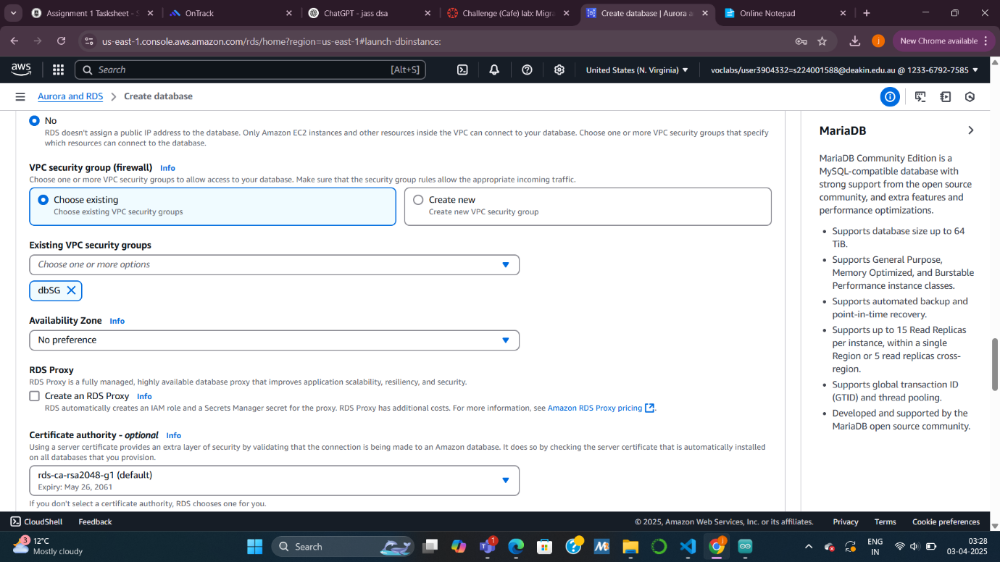 Assignment 1 Tasksheet - S
OnTrack
ChatGPT - jass dsa
Challenge (Cafe) lab: Migra
Create database | Aurora a
Online Notepad
us-east-1.console.aws.amazon.com/rds/home?region=us-east-1#launch-dbinstance:
j
New Chrome available
aws
Search
[Alt+S]
United States (N. Virginia)
voclabs/user3904332=s224001588@deakin.edu.au @ 1233-6792-7585
Aurora and RDS
Create database
No
RDS doesn't assign a public IP address to the database. Only Amazon EC2 instances and other resources inside the VPC can connect to your database. Choose one or more VPC security groups that specify
which resources can connect to the database.
VPC security group (firewall) Info
Choose one or more VPC security groups to allow access to your database. Make sure that the security group rules allow the appropriate incoming traffic.
Choose existing
Choose existing VPC security groups
Create new
Create new VPC security group
Existing VPC security groups
Choose one or more options
dbSG
Availability Zone Info
No preference
RDS Proxy
RDS Proxy is a fully managed, highly available database proxy that improves application scalability, resiliency, and security.
Create an RDS Proxy Info
RDS automatically creates an IAM role and a Secrets Manager secret for the proxy. RDS Proxy has additional costs. For more information, see Amazon RDS Proxy pricing.
Certificate authority - optional Info
Using a server certificate provides an extra layer of security by validating that the connection is being made to an Amazon database. It does so by checking the server certificate that is automatically installed
on all databases that you provision.
rds-ca-rsa2048-g1 (default)
Expiry: May 26, 2061
If you don't select a certificate authority, RDS chooses one for you.
MariaDB
MariaDB Community Edition is a
MySQL-compatible database with
strong support from the open source
community, and extra features and
performance optimizations.
• Supports database size up to 64
TiB.
• Supports General Purpose,
Memory Optimized, and Burstable
Performance instance classes.
• Supports automated backup and
point-in-time recovery.
• Supports up to 15 Read Replicas
per instance, within a single
Region or 5 read replicas cross-
region.
• Supports global transaction ID
(GTID) and thread pooling.
• Developed and supported by the
MariaDB open source community.
CloudShell
Feedback
© 2025, Amazon Web Services, Inc. or its affiliates.
Privacy
Terms
Cookie preferences
3
12°C
Mostly cloudy
Search
1
j
ENG
IN
03:28
03-04-2025